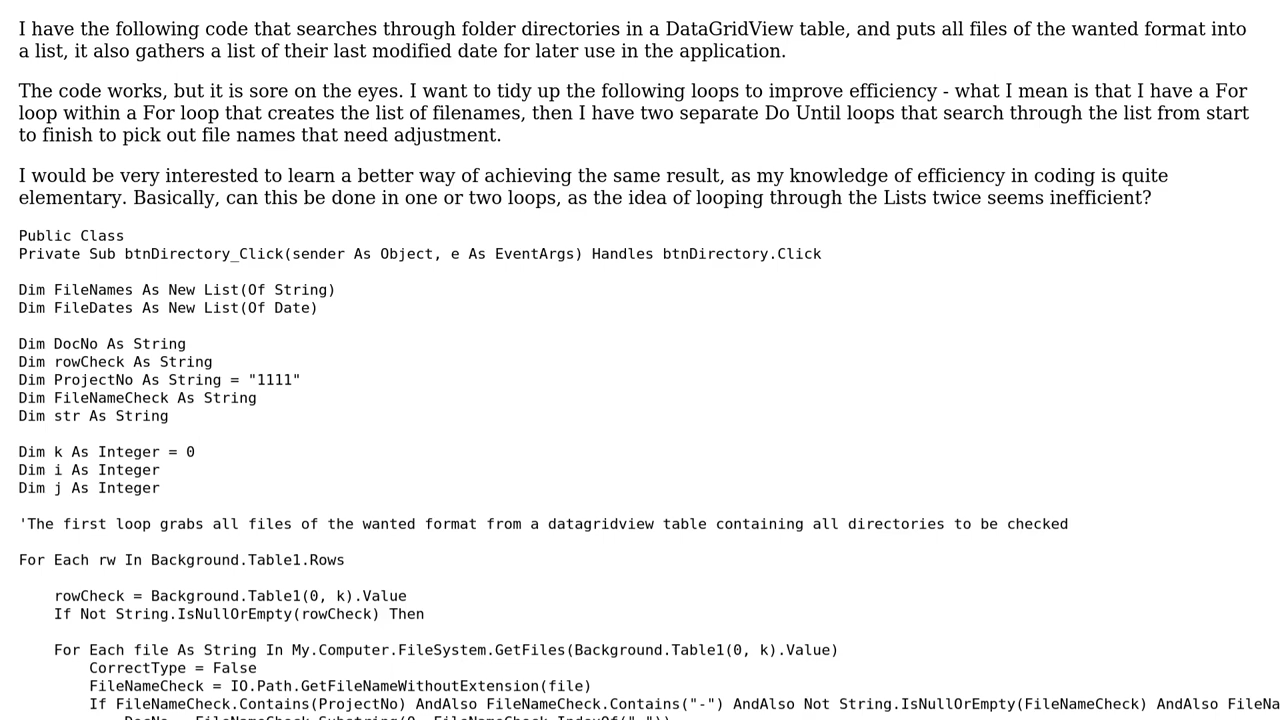 I have the following code that searches through folder directories in a DataGridView table, and puts all files of the wanted format into
a list, it also gathers a list of their last modified date for later use in the application.
The code works, but it is sore on the eyes. I want to tidy up the following loops to improve efficiency - what I mean is that I have a For
loop within a For loop that creates the list of filenames, then I have two separate Do Until loops that search through the list from start
to finish to pick out file names that need adjustment.
I would be very interested to learn a better way of achieving the same result, as my knowledge of efficiency in coding is quite
elementary. Basically, can this be done in one or two loops, as the idea of looping through the Lists twice seems inefficient?
Public Class
Private Sub btnDirectory_Click(sender As Object, e As EventArgs) Handles btnDirectory.Click
Dim FileNames As New List(Of String)
Dim FileDates As New List(Of Date)
Dim DocNo As String
Dim rowCheck As String
Dim ProjectNo As String = "1111"
Dim FileNameCheck As String
Dim str As String
Dim k As Integer = 0
Dim i As Integer
Dim j As Integer
'The first loop grabs all files of the wanted format from a datagridview table containing all directories to be checked
For Each rw In Background.Table1.Rows
rowCheck = Background.Table1(0, k).Value
If Not String.IsNullOrEmpty(rowCheck) Then
For Each file As String In My.Computer.FileSystem.GetFiles(Background.Table1(0, k).Value)
CorrectType = False
FileNameCheck = IO.Path.GetFileNameWithoutExtension(file)
If FileNameCheck.Contains(ProjectNo) AndAlso FileNameCheck.Contains("-") AndAlso Not String.IsNullOrEmpty(FileNameCheck) AndAlso FileNa